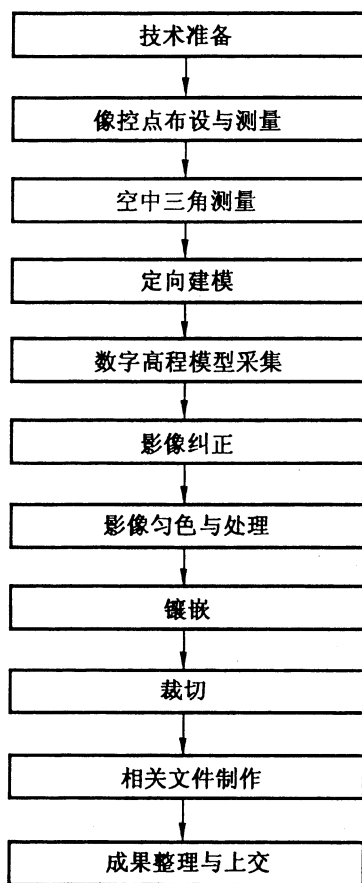 技术准备
像控点布设与测量
空中三角测量
定向建模
数字高程模型采集
影像纠正
影像匀色与处理
镶嵌
裁切
相关文件制作
成果整理与上交